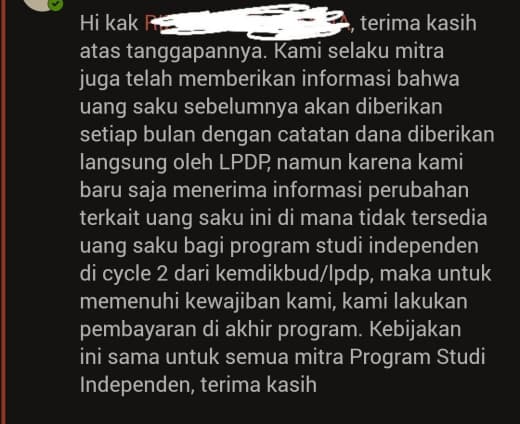 Hi kak , terima kasih
atas tanggapannya. Kami selaku mitra
juga telah memberikan informasi bahwa
uang saku sebelumnya akan diberikan
setiap bulan dengan catatan dana diberikan
langsung oleh LPDP, namun karena kami
baru saja menerima informasi perubahan
terkait uang saku ini di mana tidak tersedia
uang saku bagi program studi independen
di cycle 2 dari kemdikbud/lpdp, maka untuk
memenuhi kewajiban kami, kami lakukan
pembayaran di akhir program. Kebijakan
ini sama untuk semua mitra Program Studi
Independen, terima kasih